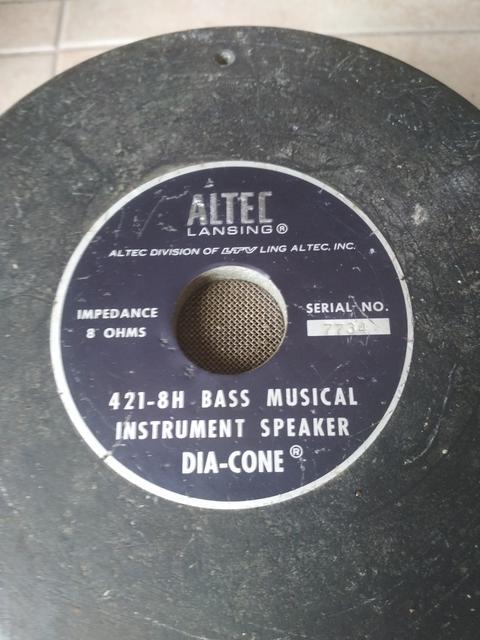 ALTEC
LANSING®
ALTEC DIVISION OF LTV LING ALTEC, INC.
IMPEDANCE
8 OHMS
SERIAL NO.
7734
421-8H BASS MUSICAL
INSTRUMENT SPEAKER
DIA-CONE®